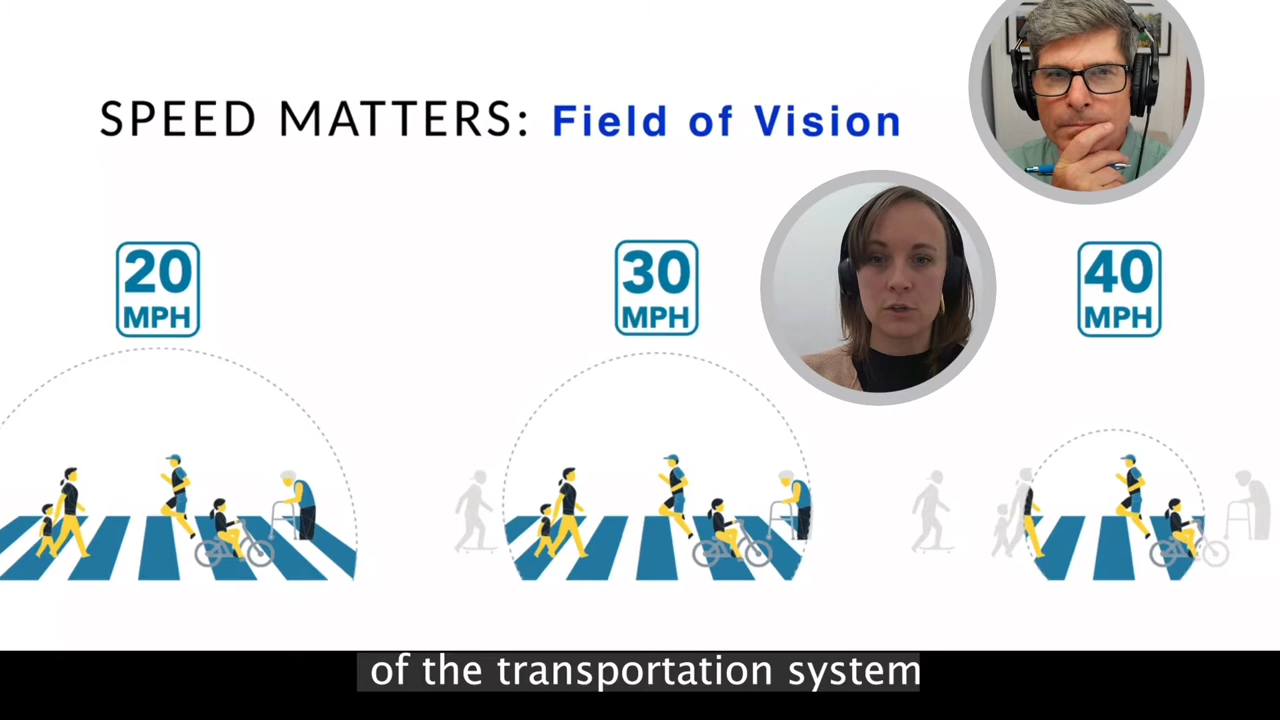 SPEED MATTERS: Field of Vision
20
MPH
30
MPH
40
MPH
of the transportation system